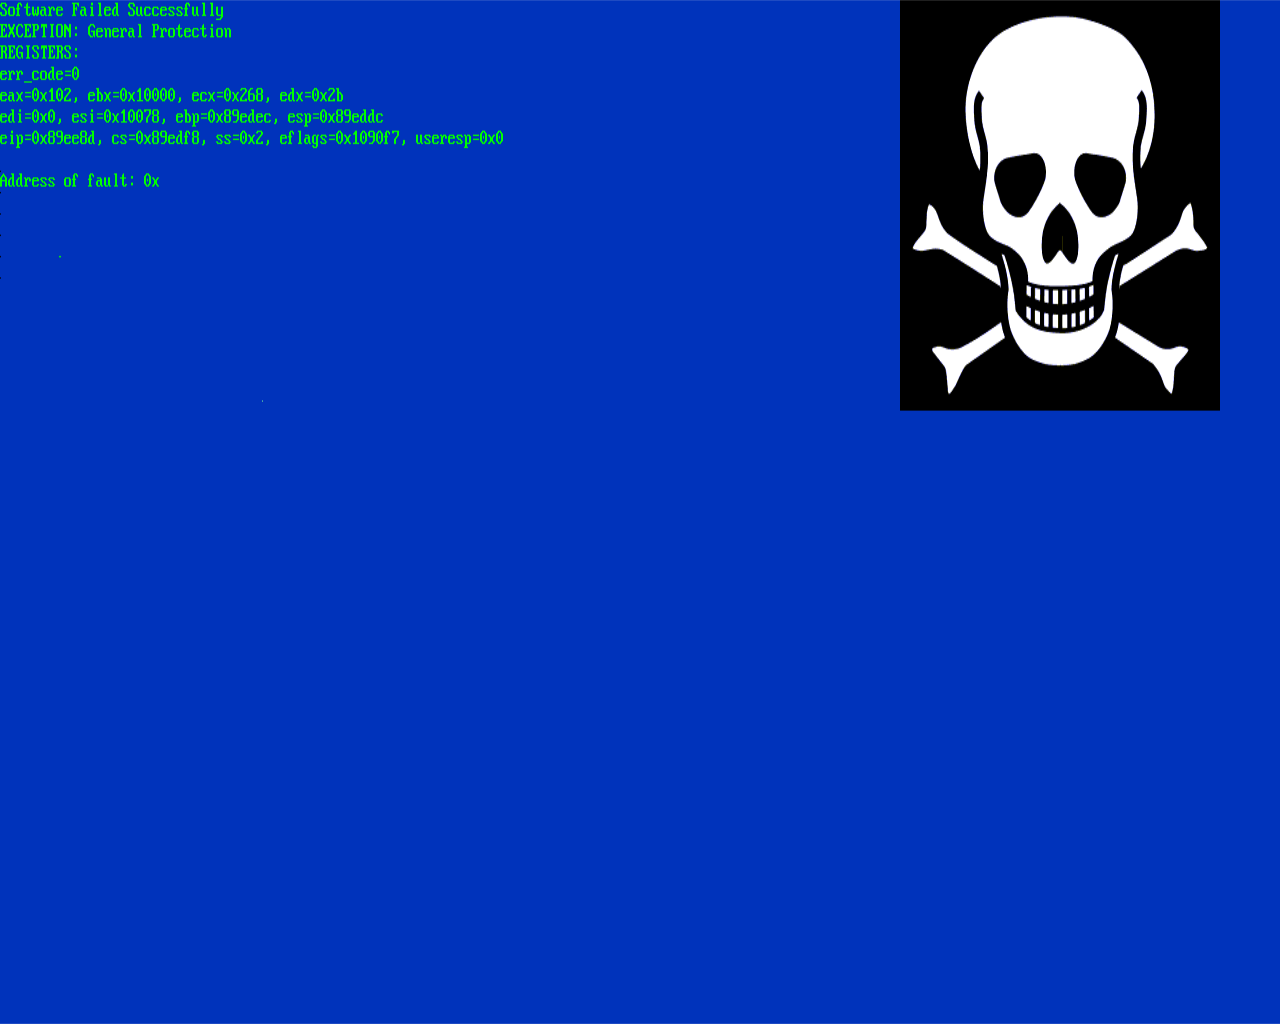 Software Failed Successfully
EXCEPTION: General Protection
REGISTERS:
err_code=0
eax=0x102, ebx=0x10000, ecx=0x268, edx=0x2b
edi=0x0, esi=0x10078, ebp=0x89edec, esp=0x89eddc
eip=0x89ee8d, cs=0x89edf8, ss=0x2, eflags=0x1090f7, useresp=0x0
Address of fault: 0x